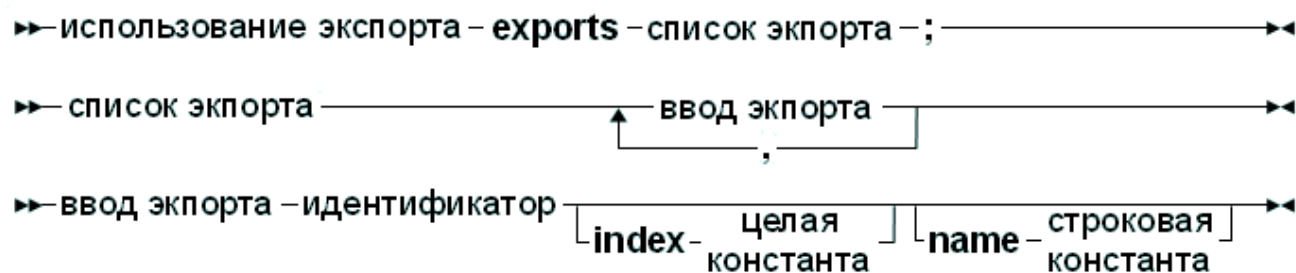 использование экспорта exports список экпорта ;
список экпорта ввод экпорта
,
ввод экпорта идентификатор index целая константа name строковая константа